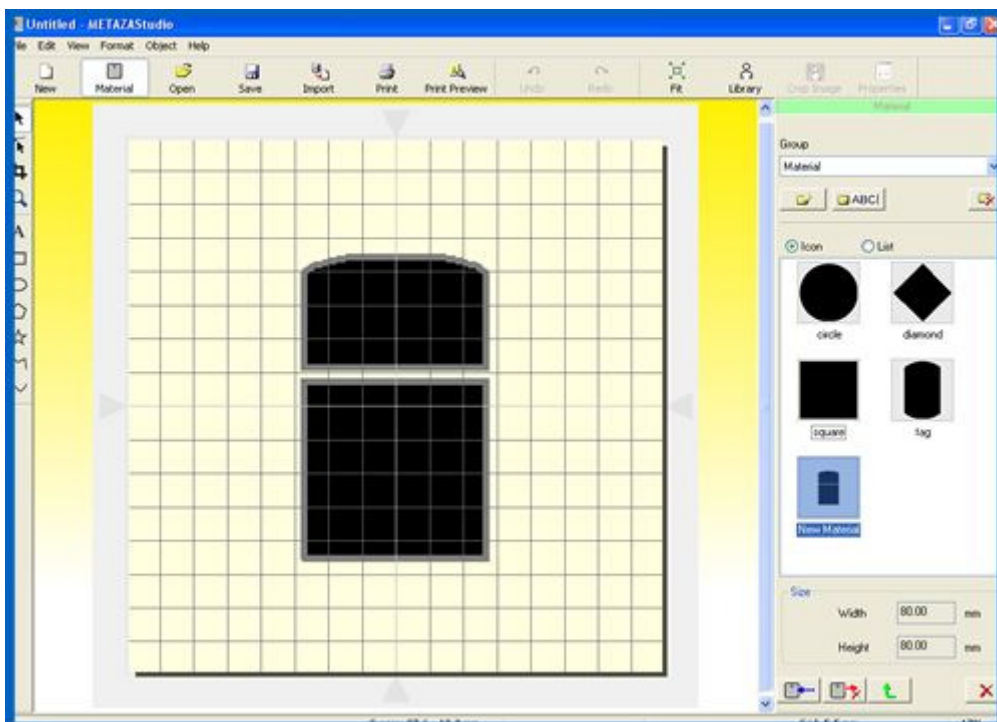 Untitled - METAZAStudio
File Edit View Format Object Help
New Material Open Save Import Print Print Preview Undo Redo Fit Library Crop Image Properties
Material
Group
Material
ABC
Icon List
circle diamond
square tag
New Material
Size
Width 80.00 mm
Height 80.00 mm